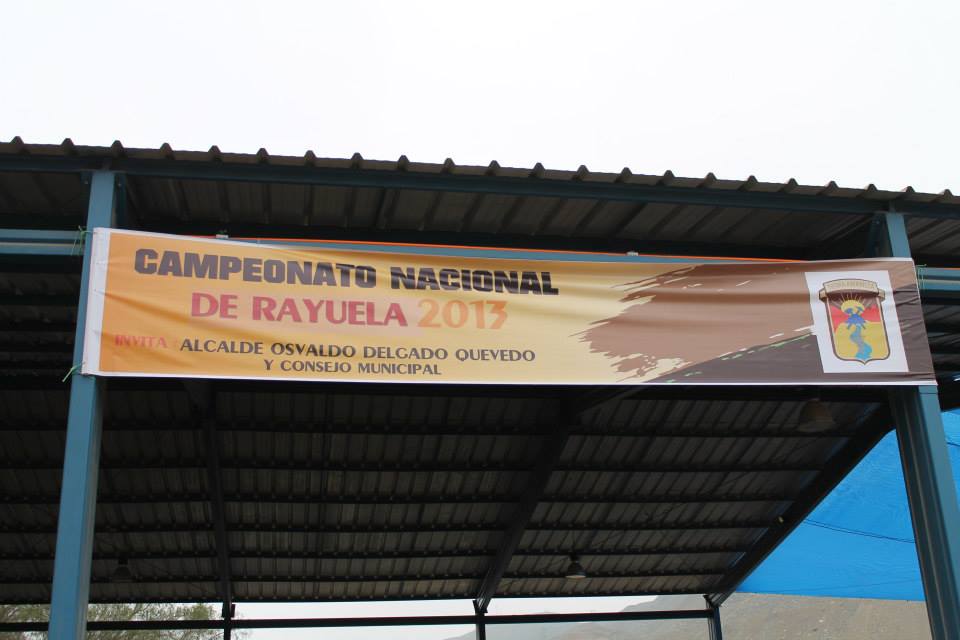 CAMPEONATO NACIONAL
DE RAYUELA 2013
INVITA : ALCALDE OSVALDO DELGADO QUEVEDO
Y CONSEJO MUNICIPAL